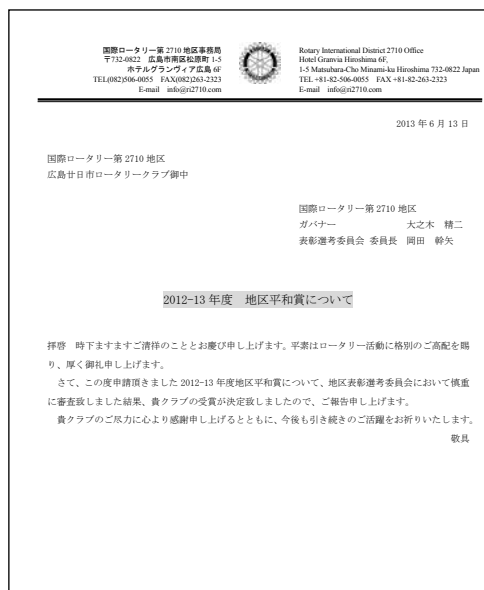 国際ロータリー第 2710 地区事務局
〒732-0822 広島市南区松原町 1-5
ホテルグランヴィア広島 6F
TEL(082)506-0055 FAX(082)263-2323
E-mail info@ri2710.com
Rotary International District 2710 Office
Hotel Granvia Hiroshima 6F,
1-5 Matsubara-Cho Minami-ku Hiroshima 732-0822 Japan
TEL +81-82-506-0055 FAX +81-82-263-2323
E-mail info@ri2710.com
2013 年 6 月 13 日
国際ロータリー第 2710 地区
広島廿日市ロータリークラブ御中
国際ロータリー第 2710 地区
ガバナー 大之木 精二
表彰選考委員会 委員長 岡田 幹矢
2012-13 年度 地区平和賞について
拝啓 時下ますますご清祥のこととお慶び申し上げます。平素はロータリー活動に格別のご高配を賜
り、厚く御礼申し上げます。
さて、この度申請頂きました 2012-13 年度地区平和賞について、地区表彰選考委員会において慎重
に審査致しました結果、貴クラブの受賞が決定致しましたので、ご報告申し上げます。
貴クラブのご尽力に心より感謝申し上げるとともに、今後も引き続きのご活躍をお祈りいたします。
敬具